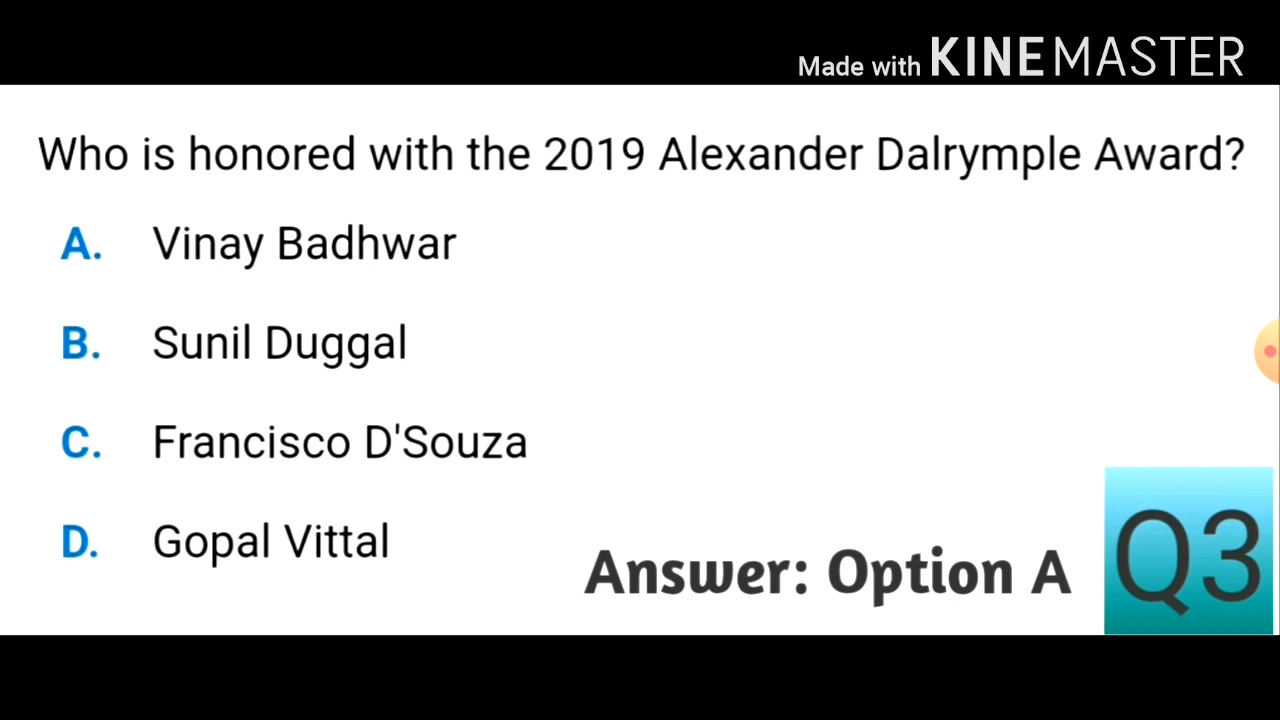 Made with KINEMASTER
Who is honored with the 2019 Alexander Dalrymple Award?
A. Vinay Badhwar
B. Sunil Duggal
C. Francisco D'Souza
D. Gopal Vittal
Answer: Option A
Q3